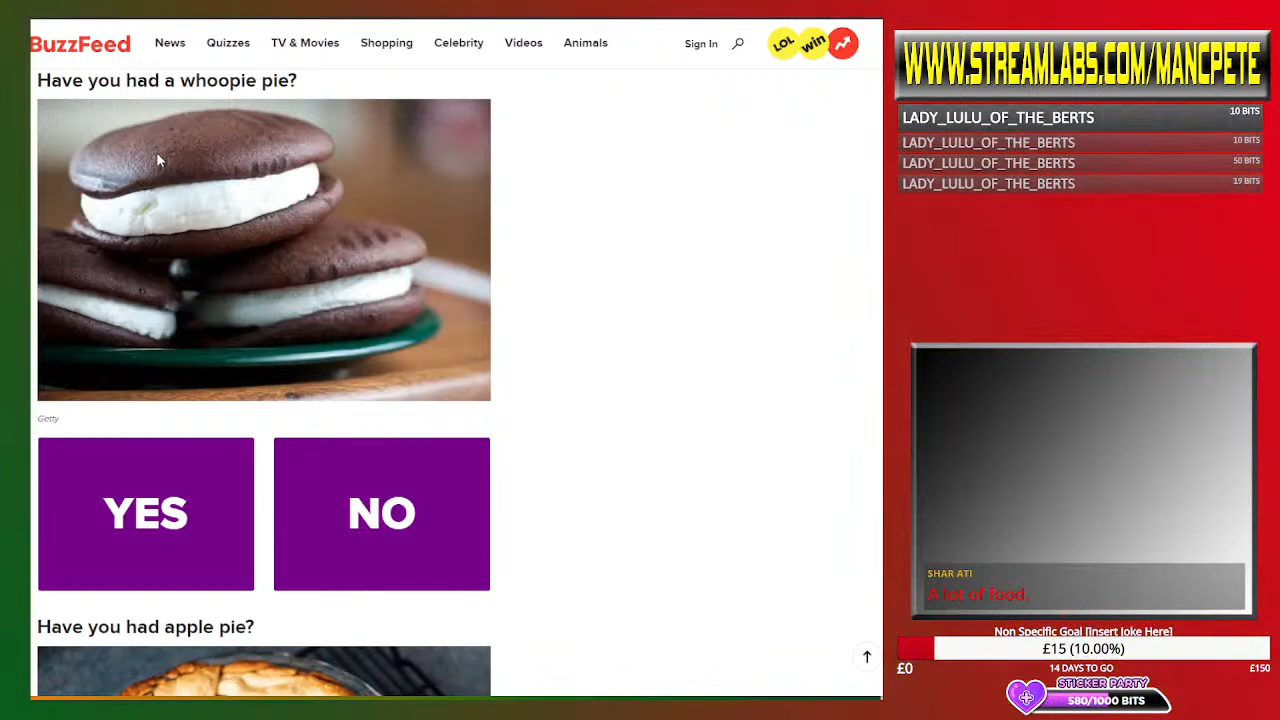 BuzzFeed
News
Quizzes
TV & Movies
Shopping
Celebrity
Videos
Animals
Sign In
LOL
win
Have you had a whoopie pie?
Getty
YES
NO
Have you had apple pie?
WWW.STREAMLABS.COM/MANCPETE
LADY_LULU_OF_THE_BERTS 10 BITS
LADY_LULU_OF_THE_BERTS 10 BITS
LADY_LULU_OF_THE_BERTS 50 BITS
LADY_LULU_OF_THE_BERTS 19 BITS
SHAR ATI
A lot of food.
Non Specific Goal [Insert Joke Here]
£15 (10.00%)
£0 14 DAYS TO GO £150
STICKER PARTY
580/1000 BITS